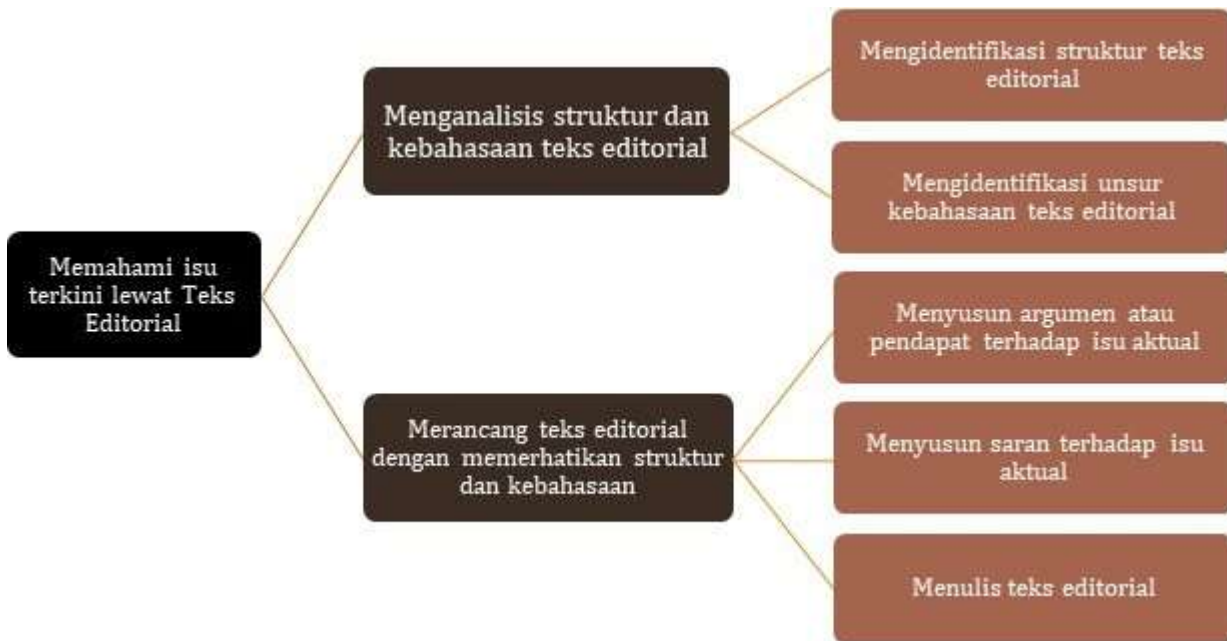 Memahami isu
terkini lewat Teks
Editorial
Menganalisis struktur dan
kebahasaan teks editorial
Mengidentifikasi struktur teks
editorial
Mengidentifikasi unsur
kebahasaan teks editorial
Merancang teks editorial
dengan memerhatikan struktur
dan kebahasaan
Menyusun argumen atau
pendapat terhadap isu aktual
Menyusun saran terhadap isu
aktual
Menulis teks editorial